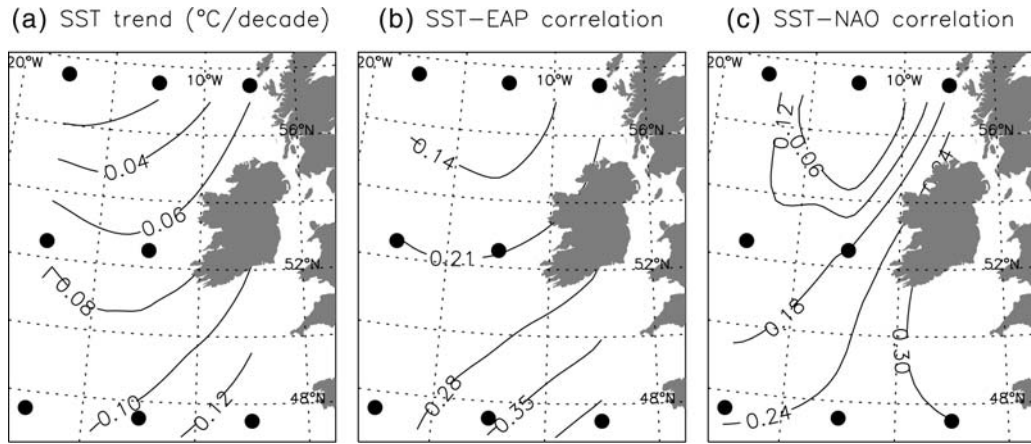 (a) SST trend (°C/decade)
20°W
10°W
56°N
0.04
0.06
52°N
0.08
0.10
0.12
48°N
(b) SST–EAP correlation
20°W
10°W
56°N
0.14
0.21
52°N
0.28
0.35
48°N
(c) SST–NAO correlation
20°W
10°W
0.12
0.06
56°N
52°N
0.18
0.30
0.24
48°N